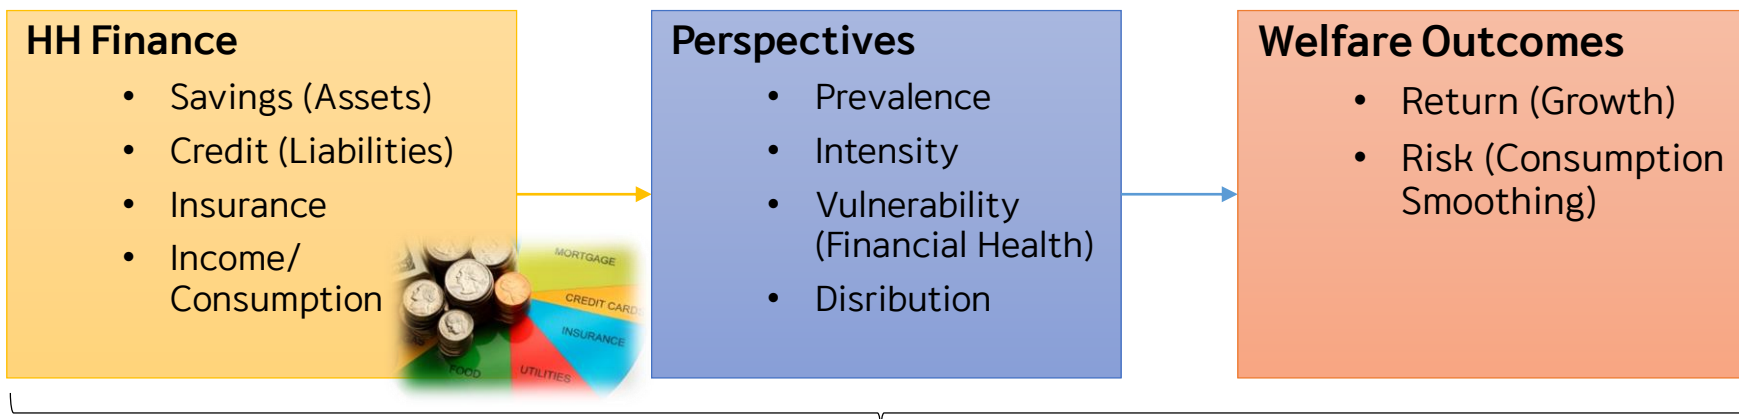 HH Finance
• Savings (Assets)
• Credit (Liabilities)
• Insurance
• Income/
Consumption
MORTGAGE
CREDIT CARDS
INSURANCE
UTILITIES
FOOD
Perspectives
• Prevalence
• Intensity
• Vulnerability
(Financial Health)
• Disribution
Welfare Outcomes
• Return (Growth)
• Risk (Consumption
Smoothing)